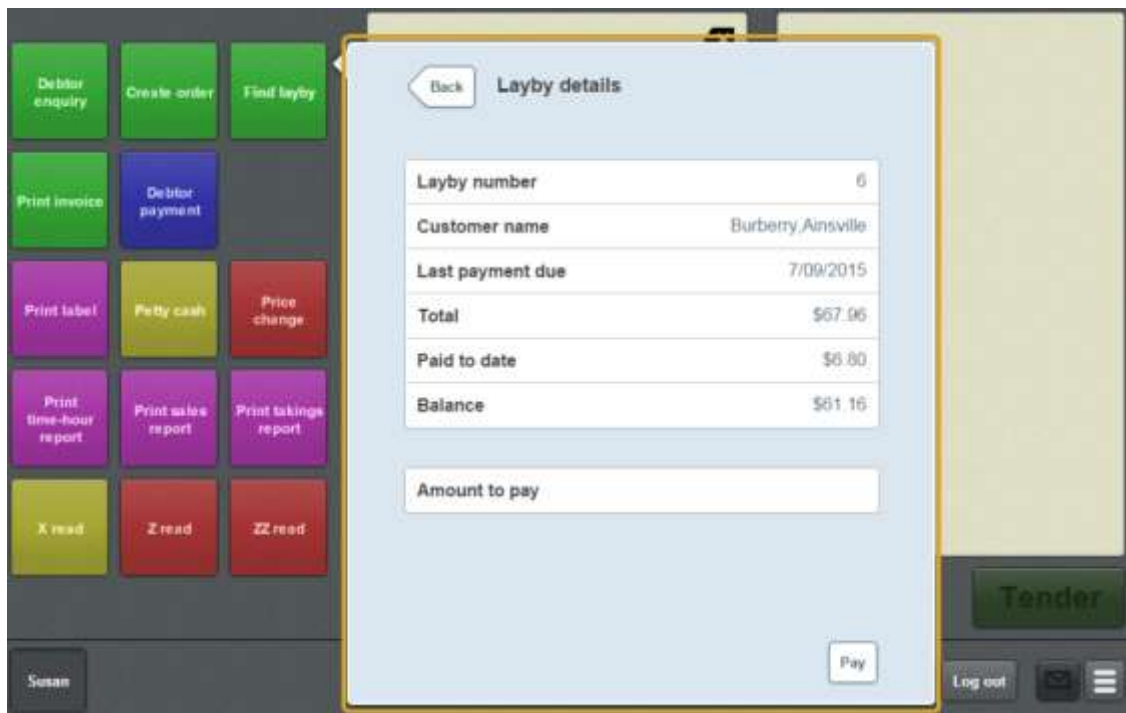 Debtor
enquiry
Create order
Find layby
Print invoice
Debtor
payment
Print label
Petty cash
Price
change
Print
time-hour
report
Print sales
report
Print takings
report
X read
Z read
ZZ read
Susan
Back
Layby details
Layby number 6
Customer name Burberry,Ainsville
Last payment due 7/09/2015
Total $67.96
Paid to date $6.80
Balance $61.16
Amount to pay
Pay
Tender
Log out